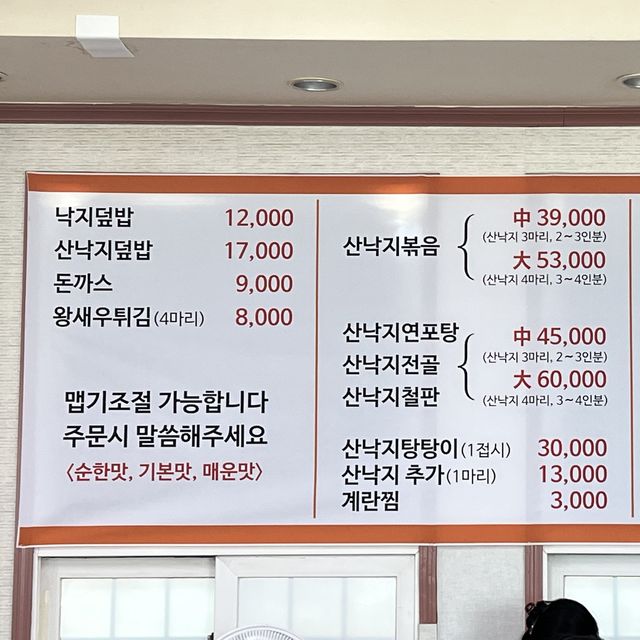 낙지덮밥 12,000
산낙지덮밥 17,000
돈까스 9,000
왕새우튀김(4마리) 8,000
맵기조절 가능합니다
주문시 말씀해주세요
<순한맛, 기본맛, 매운맛>
산낙지볶음
中 39,000
(산낙지 3마리, 2~3인분)
大 53,000
(산낙지 4마리, 3~4인분)
산낙지연포탕
산낙지전골
산낙지철판
中 45,000
(산낙지 3마리, 2~3인분)
大 60,000
(산낙지 4마리, 3~4인분)
산낙지탕탕이(1접시) 30,000
산낙지 추가(1마리) 13,000
계란찜 3,000